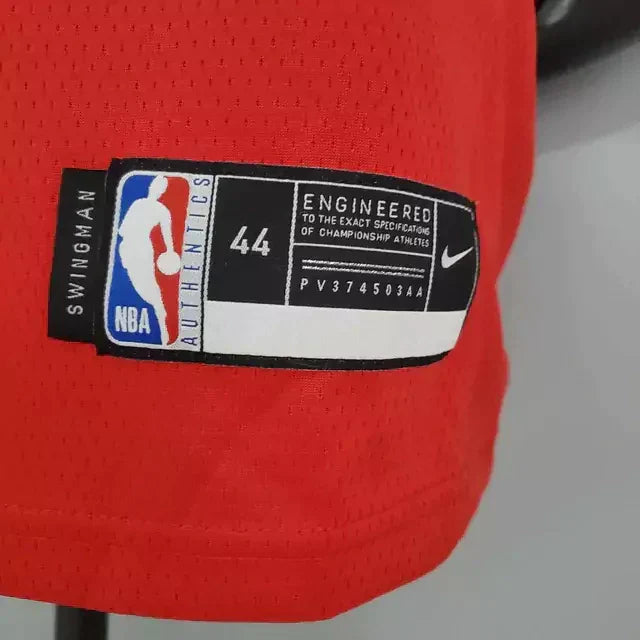 SWINGMAN
NBA
AUTHENTICS
44
ENGINEERED
TO THE EXACT SPECIFICATIONS
OF CHAMPIONSHIP ATHLETES
PV374503AA